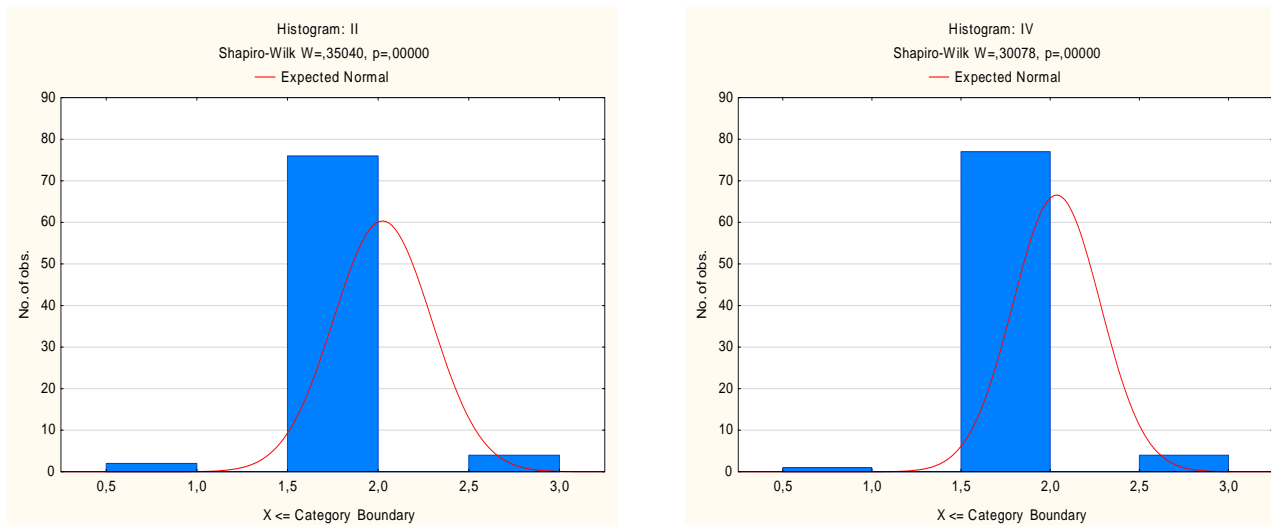 Histogram: II
Shapiro-Wilk W=,35040, p=,00000
Expected Normal
90
80
70
60
50
40
30
20
10
0
No. of obs.
0,5 1,0 1,5 2,0 2,5 3,0
X <= Category Boundary
Histogram: IV
Shapiro-Wilk W=,30078, p=,00000
Expected Normal
90
80
70
60
50
40
30
20
10
0
No. of obs.
0,5 1,0 1,5 2,0 2,5 3,0
X <= Category Boundary